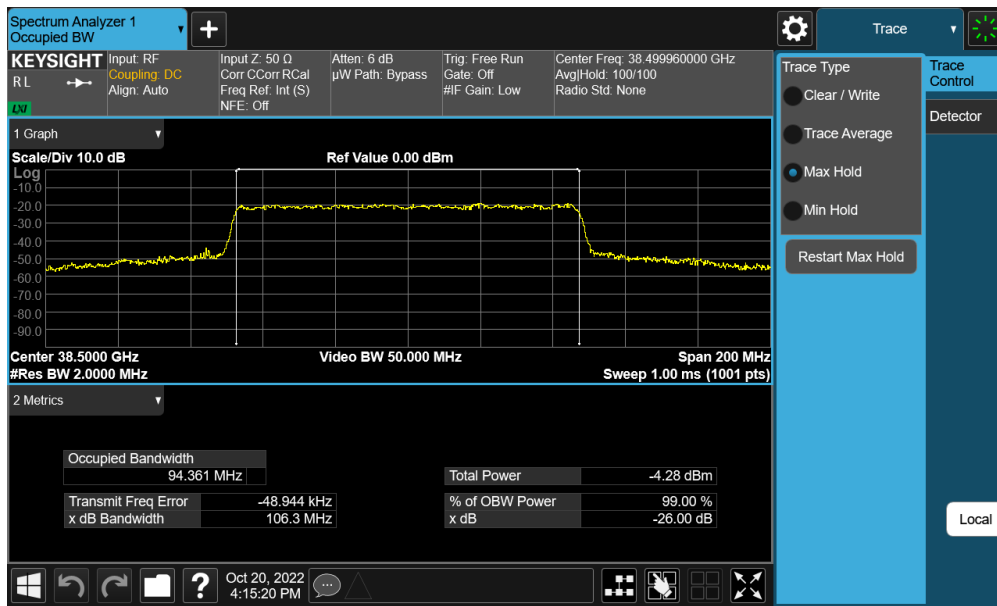 Spectrum Analyzer 1
Occupied BW
+
Trace
KEYSIGHT
R L
LXI
Input: RF
Coupling: DC
Align: Auto
Input Z: 50 Ω
Corr CCorr RCal
Freq Ref: Int (S)
NFE: Off
Atten: 6 dB
µW Path: Bypass
Trig: Free Run
Gate: Off
#IF Gain: Low
Center Freq: 38.499960000 GHz
Avg|Hold: 100/100
Radio Std: None
Trace Type
Clear / Write
Trace Average
Max Hold
Min Hold
Restart Max Hold
Trace
Control
Detector
Local
1 Graph
Scale/Div 10.0 dB
Ref Value 0.00 dBm
Log
-10.0
-20.0
-30.0
-40.0
-50.0
-60.0
-70.0
-80.0
-90.0
Center 38.5000 GHz
Video BW 50.000 MHz
Span 200 MHz
#Res BW 2.0000 MHz
Sweep 1.00 ms (1001 pts)
2 Metrics
Occupied Bandwidth
94.361 MHz
Total Power -4.28 dBm
Transmit Freq Error -48.944 kHz
% of OBW Power 99.00 %
x dB Bandwidth 106.3 MHz
x dB -26.00 dB
?
Oct 20, 2022
4:15:20 PM